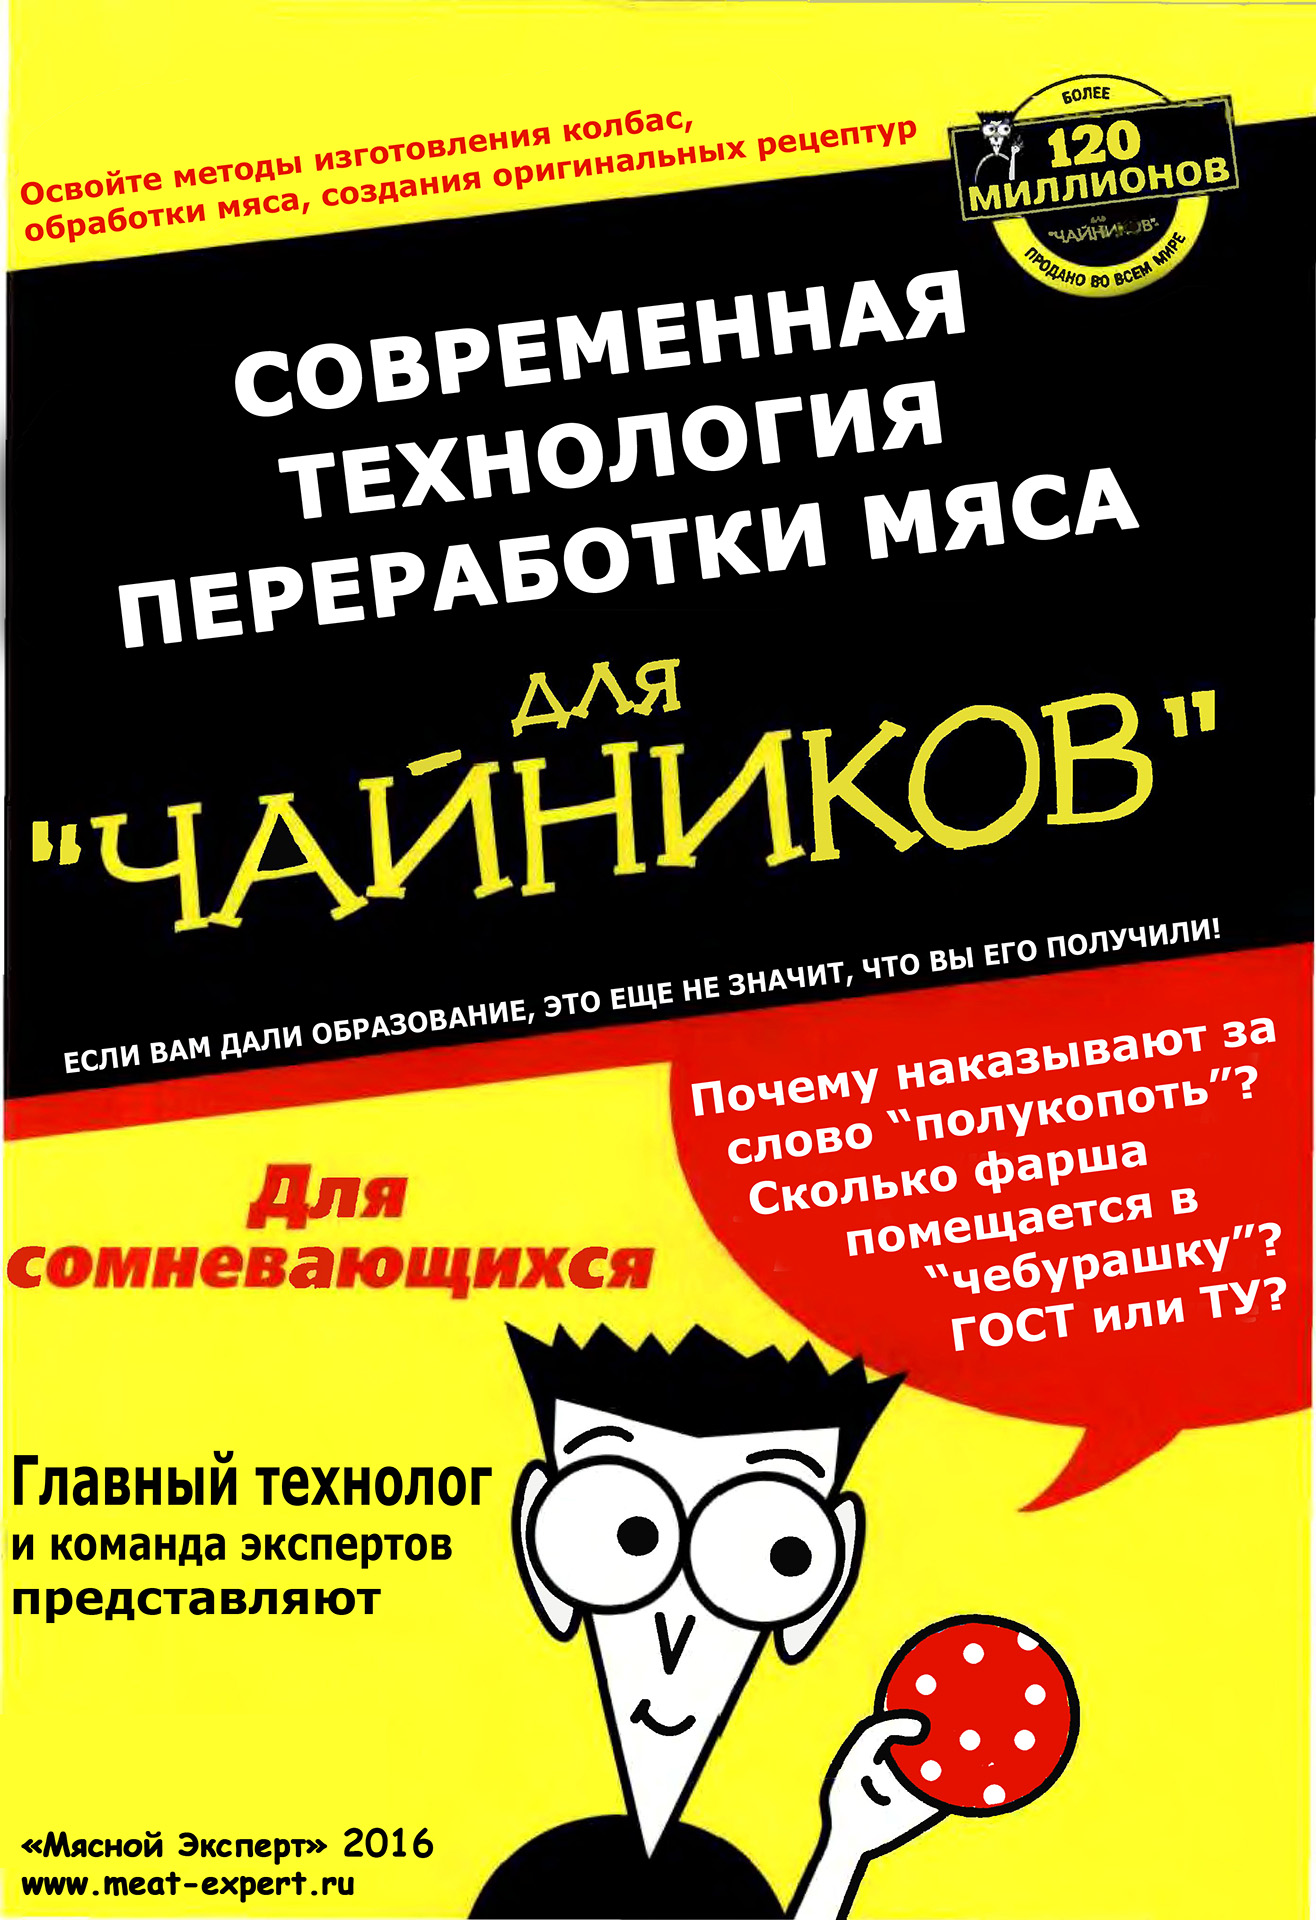 Освойте методы изготовления колбас,
обработки мяса, создания оригинальных рецептур
БОЛЕЕ
120
МИЛЛИОНОВ
для
"ЧАЙНИКОВ"
ПРОДАНО ВО ВСЕМ МИРЕ
СОВРЕМЕННАЯ
ТЕХНОЛОГИЯ
ПЕРЕРАБОТКИ МЯСА
для
"ЧАЙНИКОВ"
ЕСЛИ ВАМ ДАЛИ ОБРАЗОВАНИЕ, ЭТО ЕЩЕ НЕ ЗНАЧИТ, ЧТО ВЫ ЕГО ПОЛУЧИЛИ!
Почему наказывают за
слово “полукопоть”?
Сколько фарша
помещается в
“чебурашку”?
ГОСТ или ТУ?
Для
сомневающихся
Главный технолог
и команда экспертов
представляют
«Мясной Эксперт» 2016
www.meat-expert.ru